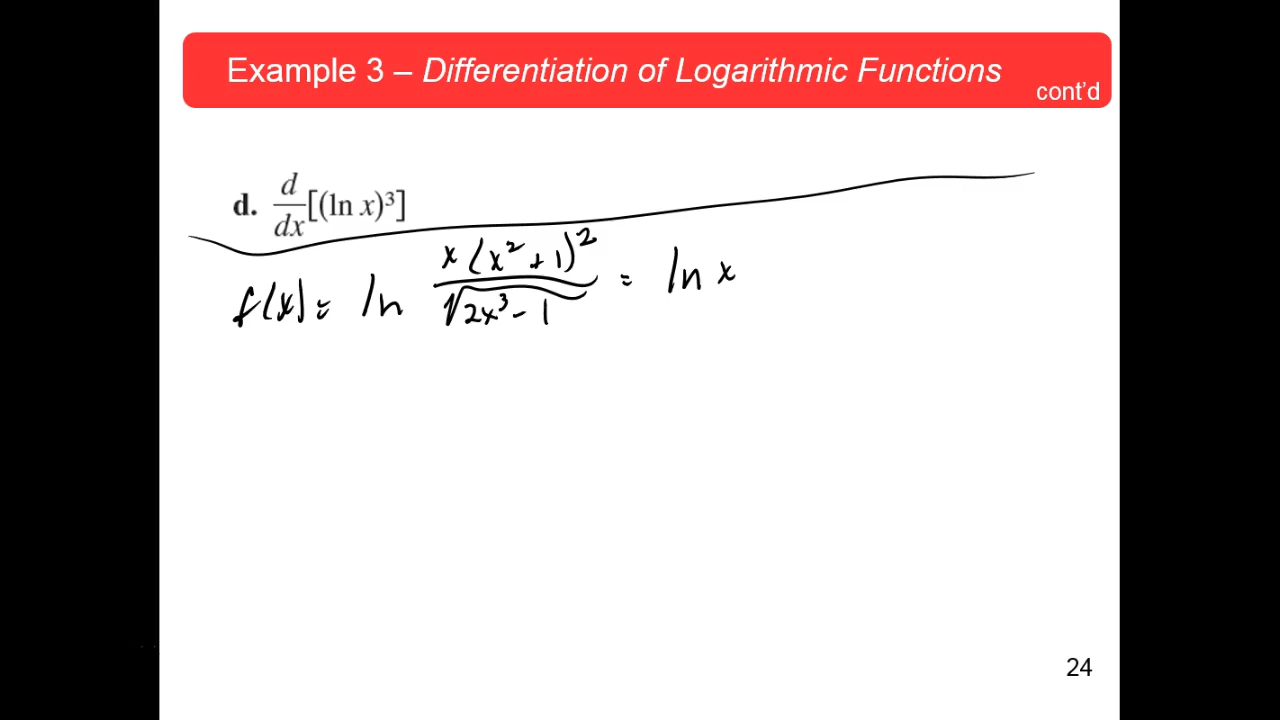 Example 3 – Differentiation of Logarithmic Functions
cont'd
d. d/dx [(ln x)³]
f(x) = ln x(x² + 1)² / √(2x³ - 1) = ln x
24